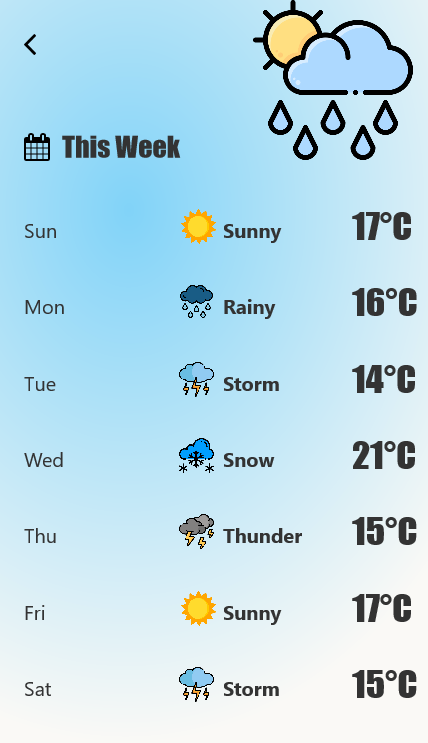 This Week
Sun Sunny 17°C
Mon Rainy 16°C
Tue Storm 14°C
Wed Snow 21°C
Thu Thunder 15°C
Fri Sunny 17°C
Sat Storm 15°C